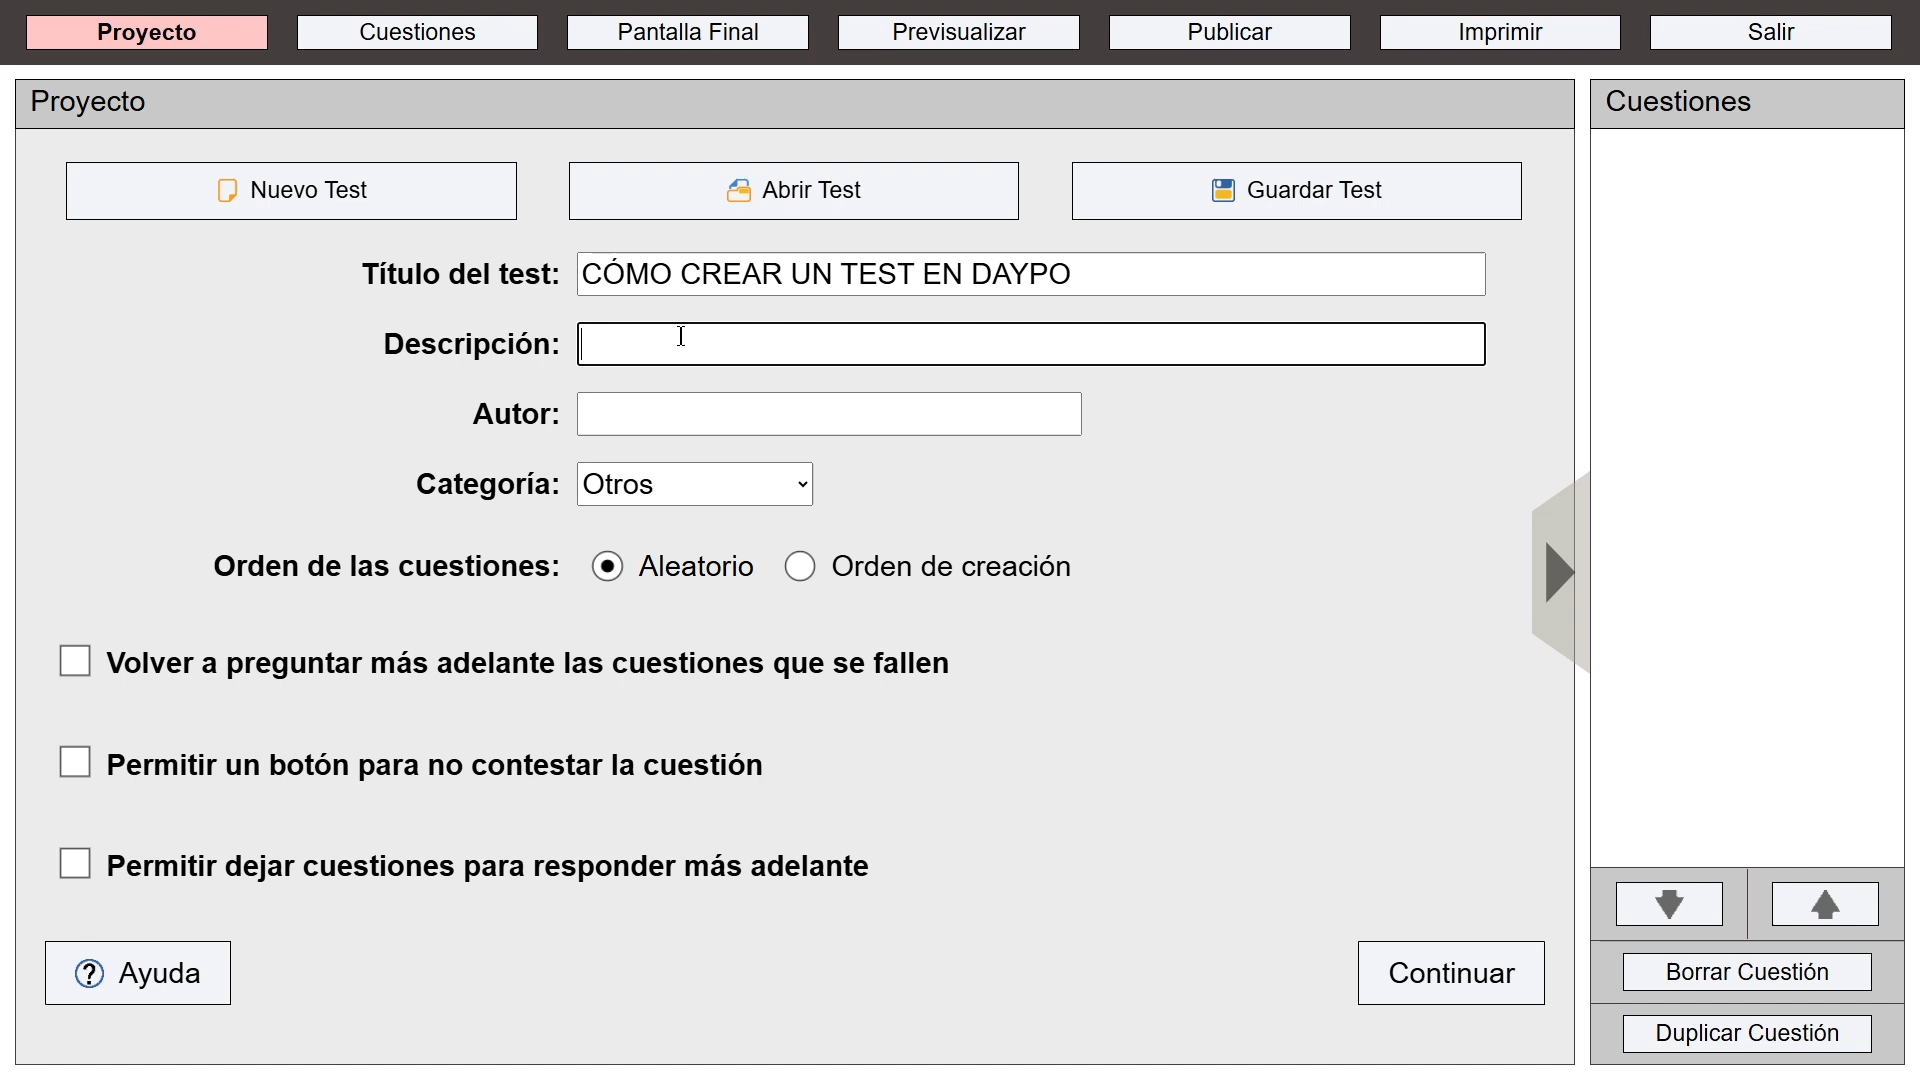 Proyecto
Cuestiones
Pantalla Final
Previsualizar
Publicar
Imprimir
Salir
Proyecto
Nuevo Test
Abrir Test
Guardar Test
Título del test: CÓMO CREAR UN TEST EN DAYPO
Descripción:
Autor:
Categoría: Otros
Orden de las cuestiones: Aleatorio Orden de creación
Volver a preguntar más adelante las cuestiones que se fallen
Permitir un botón para no contestar la cuestión
Permitir dejar cuestiones para responder más adelante
? Ayuda
Continuar
Cuestiones
Borrar Cuestión
Duplicar Cuestión